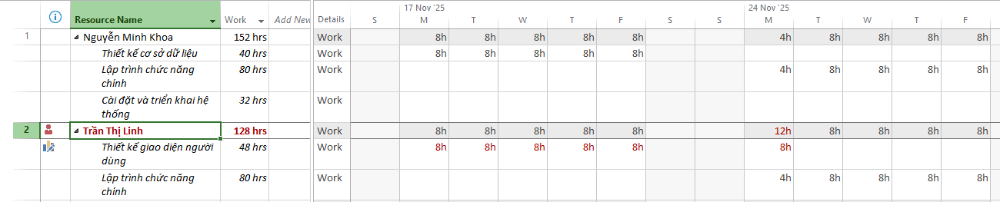 17 Nov '25 24 Nov '25
Resource Name Work Add New Details S M T W T F S S M T W T F
1 Nguyễn Minh Khoa 152 hrs Work 8h 8h 8h 8h 8h 4h 8h 8h 8h 8h
Thiết kế cơ sở dữ liệu 40 hrs Work 8h 8h 8h 8h 8h
Lập trình chức năng 80 hrs Work 4h 8h 8h 8h 8h
chính
Cài đặt và triển khai hệ 32 hrs Work
thống
2 Trần Thị Linh 128 hrs Work 8h 8h 8h 8h 8h 12h 8h 8h 8h 8h
Thiết kế giao diện người 48 hrs Work 8h 8h 8h 8h 8h 8h
dùng
Lập trình chức năng 80 hrs Work 4h 8h 8h 8h 8h
chính